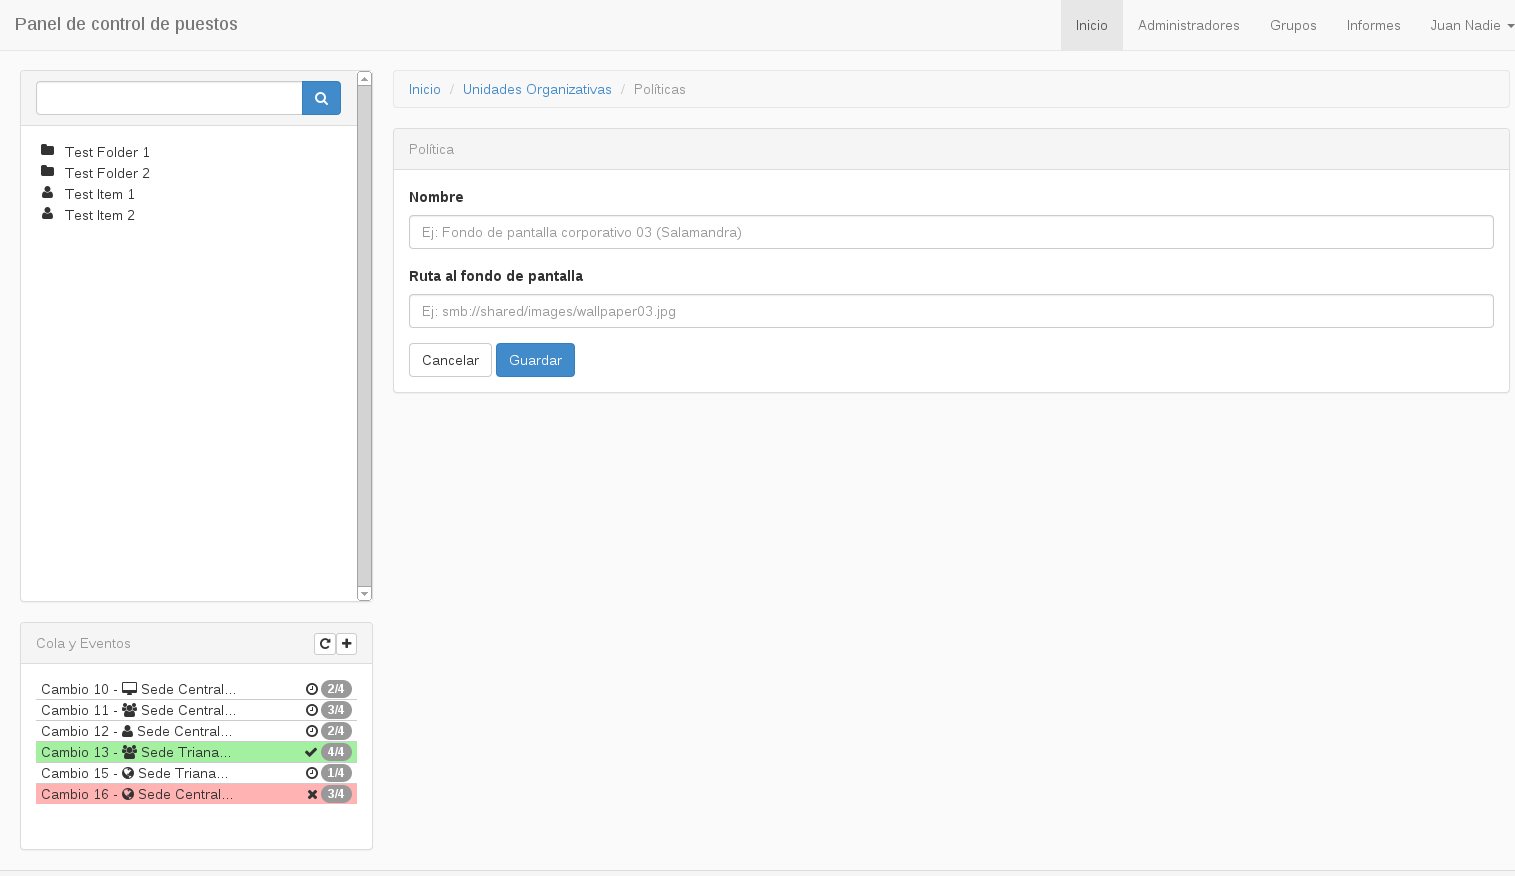 Panel de control de puestos
Inicio Administradores Grupos Informes Juan Nadie
Test Folder 1
Test Folder 2
Test Item 1
Test Item 2
Cola y Eventos
Cambio 10 - Sede Central... 2/4
Cambio 11 - Sede Central... 3/4
Cambio 12 - Sede Central... 2/4
Cambio 13 - Sede Triana... 4/4
Cambio 15 - Sede Triana... 1/4
Cambio 16 - Sede Central... 3/4
Inicio / Unidades Organizativas / Políticas
Política
Nombre
Ej: Fondo de pantalla corporativo 03 (Salamandra)
Ruta al fondo de pantalla
Ej: smb://shared/images/wallpaper03.jpg
Cancelar Guardar